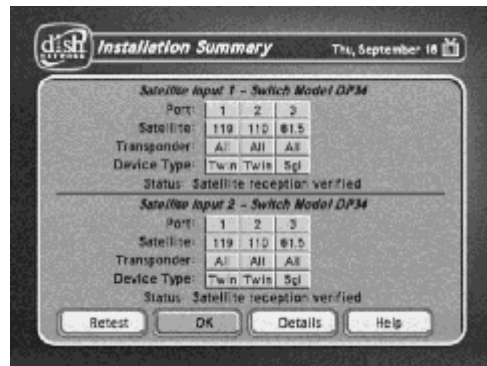 dish
NETWORK
Installation Summary
Thu, September 16
Satellite Input 1 - Switch Model DP34
Port: 1 2 3
Satellite: 119 110 61.5
Transponder: All All All
Device Type: Twin Twin Sgl
Status: Satellite reception verified
Satellite Input 2 - Switch Model DP34
Port: 1 2 3
Satellite: 119 110 61.5
Transponder: All All All
Device Type: Twin Twin Sgl
Status: Satellite reception verified
Retest OK Details Help